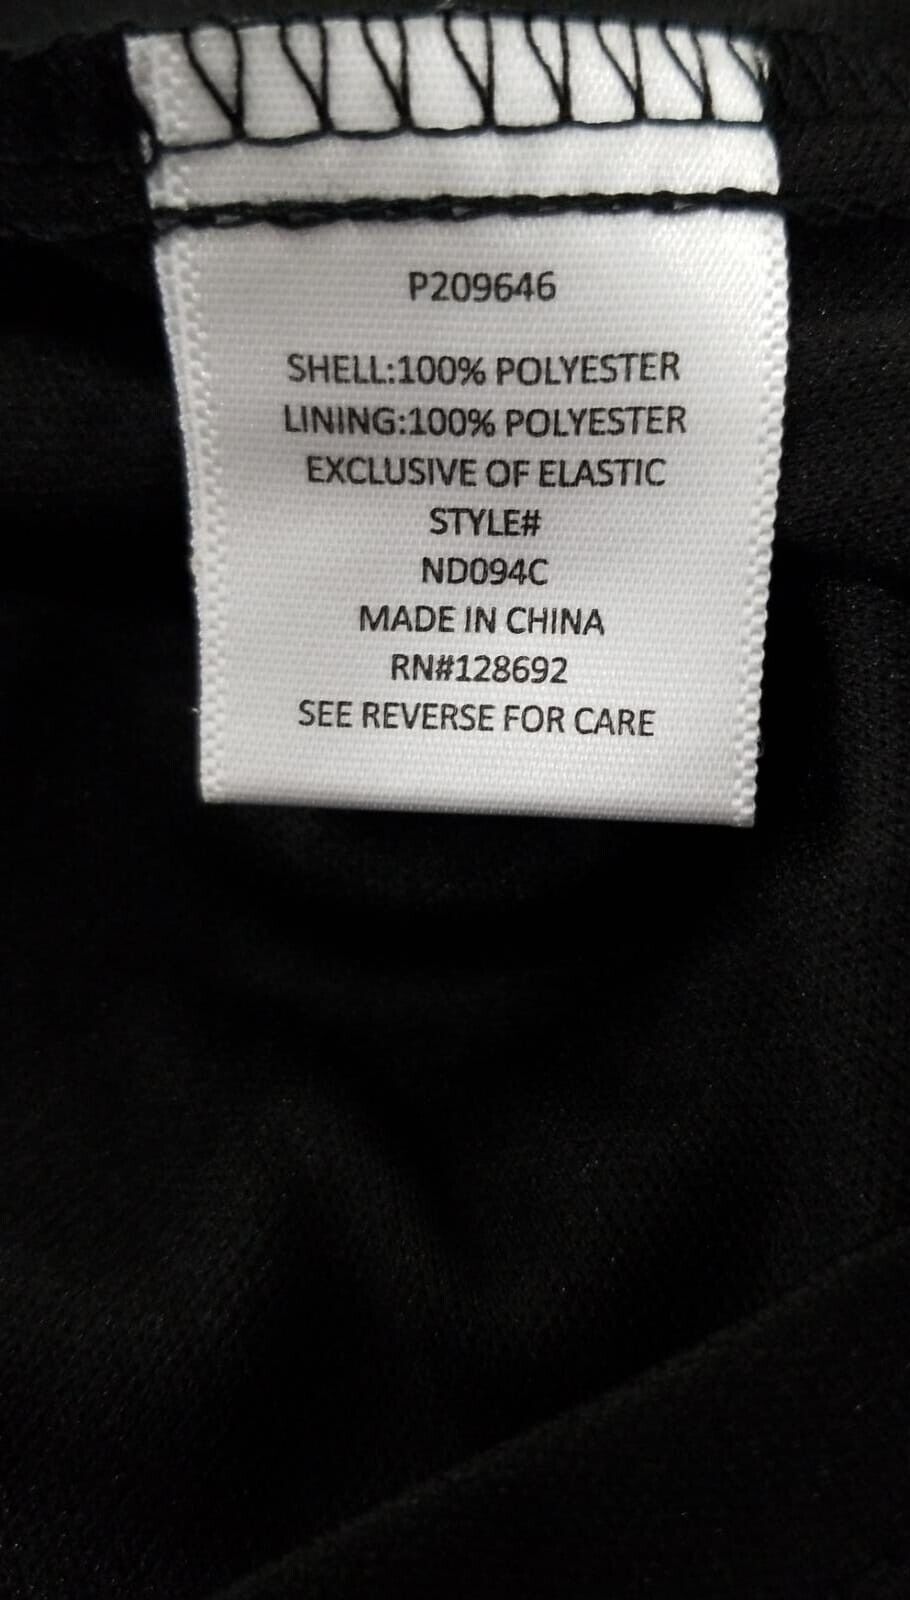 P209646
SHELL:100% POLYESTER
LINING:100% POLYESTER
EXCLUSIVE OF ELASTIC
STYLE#
ND094C
MADE IN CHINA
RN#128692
SEE REVERSE FOR CARE